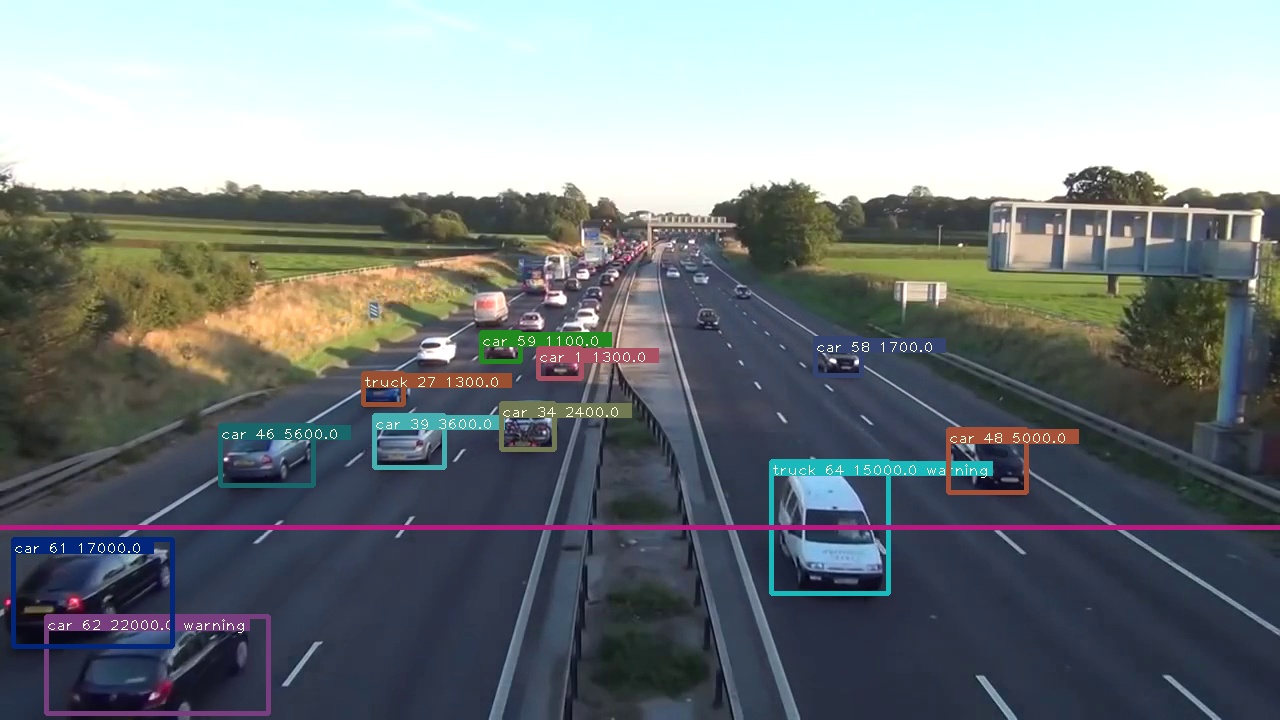 car 59 1100.0
car 58 1700.0
car 1 1300.0
truck 27 1300.0
car 34 2400.0
car 39 3600.0
car 46 5600.0
car 48 5000.0
truck 64 15000.0 warning
car 61 17000.0
car 62 22000.0 warning